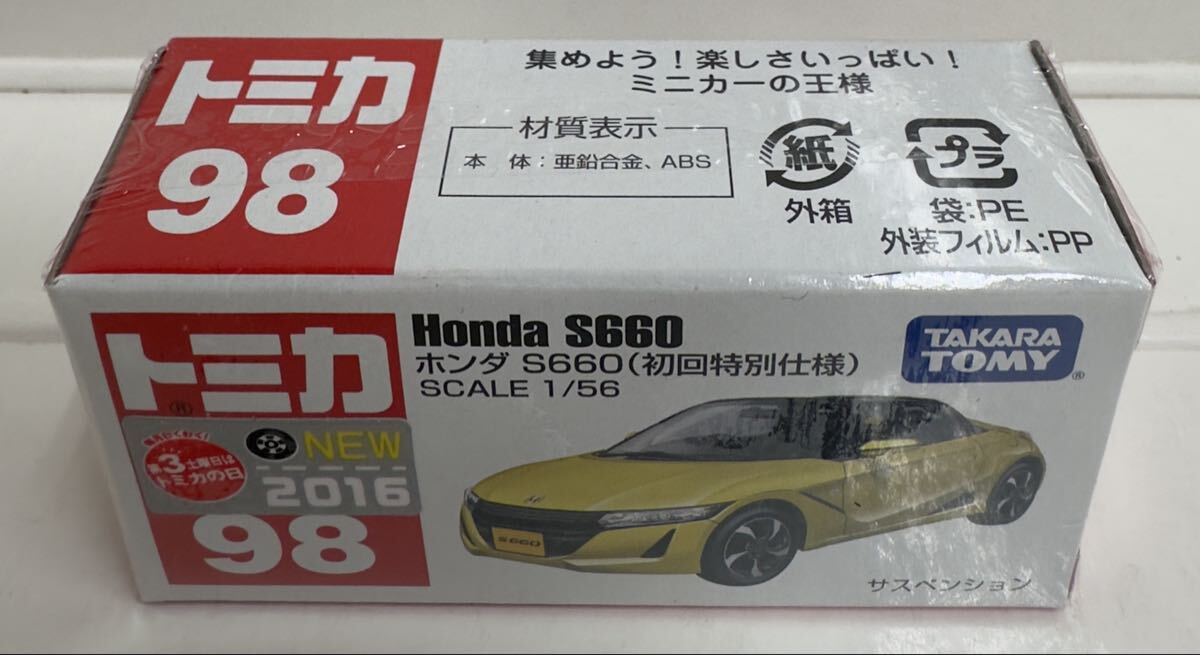 トミカ
98
集めよう！楽しさいっぱい！
ミニカーの王様
材質表示
本 体：亜鉛合金、ABS
紙
外箱
プラ
袋：PE
外装フィルム：PP
トミカ
®
Honda S660
ホンダ S660（初回特別仕様）
SCALE 1/56
TAKARA
TOMY
®
第3土曜日は
トミカの日
NEW
2016
98
S660
サスペンション